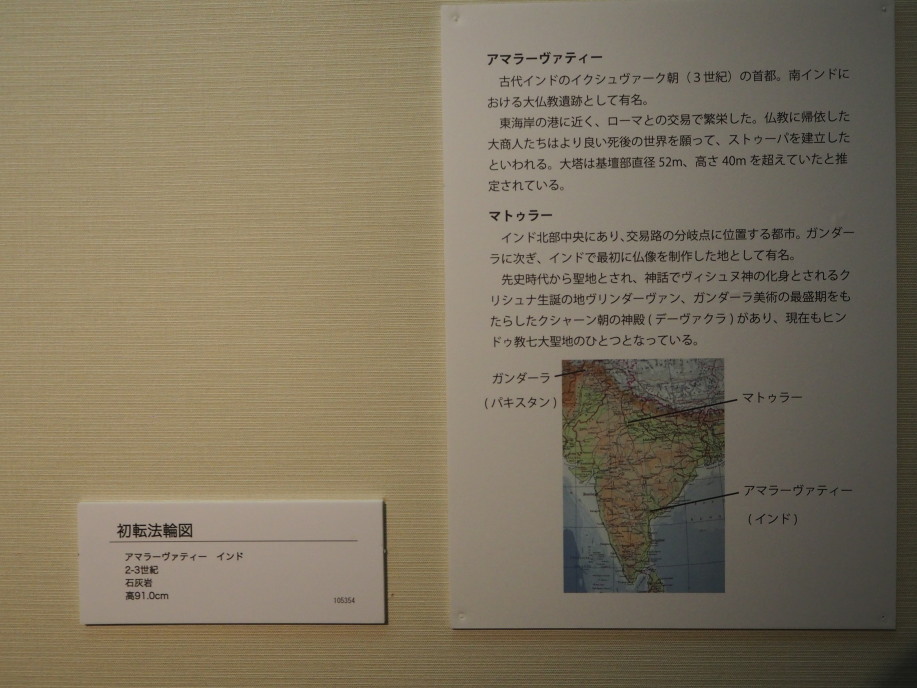 アマラーヴァティー
古代インドのイクシュヴァーク朝（３世紀）の首都。南インドに
おける大仏教遺跡として有名。
東海岸の港に近く、ローマとの交易で繁栄した。仏教に帰依した
大商人たちはより良い死後の世界を願って、ストゥーパを建立した
といわれる。大塔は基壇部直径 52m、高さ 40m を超えていたと推
定されている。
マトゥラー
インド北部中央にあり、交易路の分岐点に位置する都市。ガンダー
ラに次ぎ、インドで最初に仏像を制作した地として有名。
先史時代から聖地とされ、神話でヴィシュヌ神の化身とされるク
リシュナ生誕の地ヴリンダーヴァン、ガンダーラ美術の最盛期をも
たらしたクシャーン朝の神殿 ( デーヴァクラ ) があり、現在もヒン
ドゥ教七大聖地のひとつとなっている。
ガンダーラ
( パキスタン )
マトゥラー
アマラーヴァティー
( インド )
初転法輪図
アマラーヴァティー　インド
2-3世紀
石灰岩
高91.0cm
105354